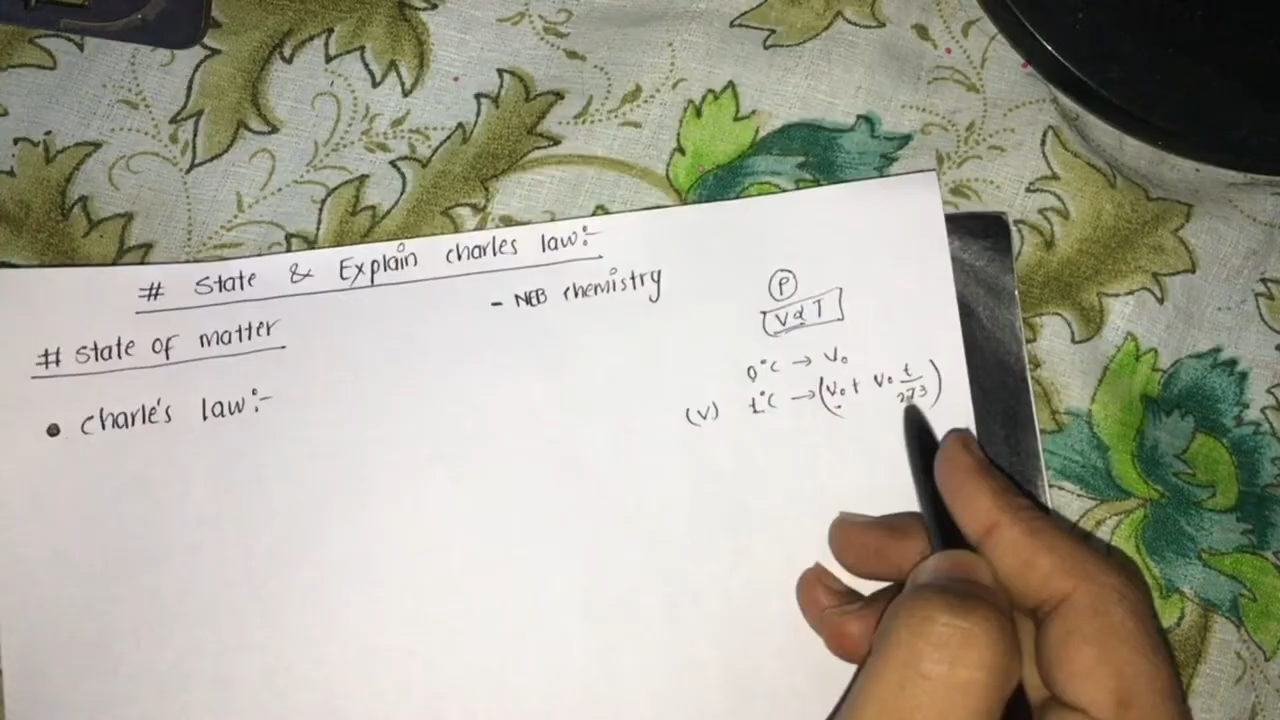 # State & Explain charles law:-
- NEB chemistry
# State of matter
• charle's law:-
P
V α T
0°C → V₀
(V) t°C → (V₀ + V₀ t/273)